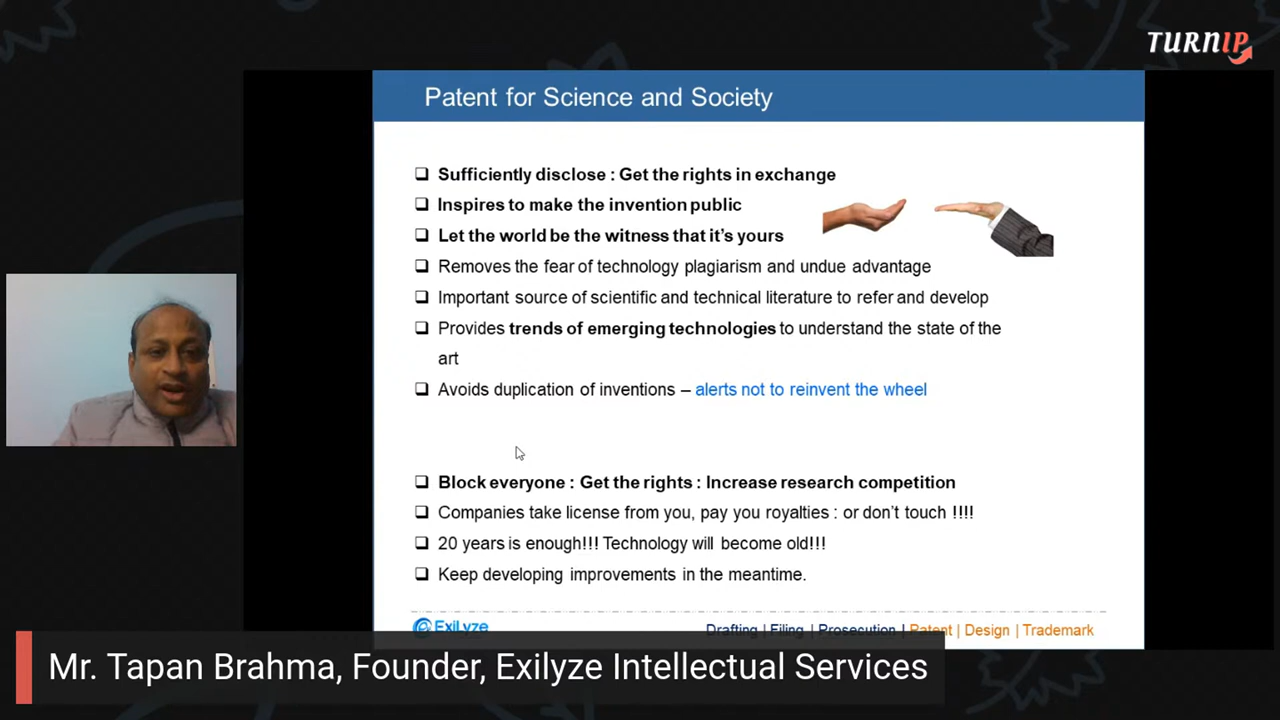 TURNIP
Patent for Science and Society
Sufficiently disclose : Get the rights in exchange
Inspires to make the invention public
Let the world be the witness that it's yours
Removes the fear of technology plagiarism and undue advantage
Important source of scientific and technical literature to refer and develop
Provides trends of emerging technologies to understand the state of the
art
Avoids duplication of inventions – alerts not to reinvent the wheel
Block everyone : Get the rights : Increase research competition
Companies take license from you, pay you royalties : or don't touch !!!!
20 years is enough!!! Technology will become old!!!
Keep developing improvements in the meantime.
ExiLyze
Drafting | Filing | Prosecution | Patent | Design | Trademark
Mr. Tapan Brahma, Founder, Exilyze Intellectual Services